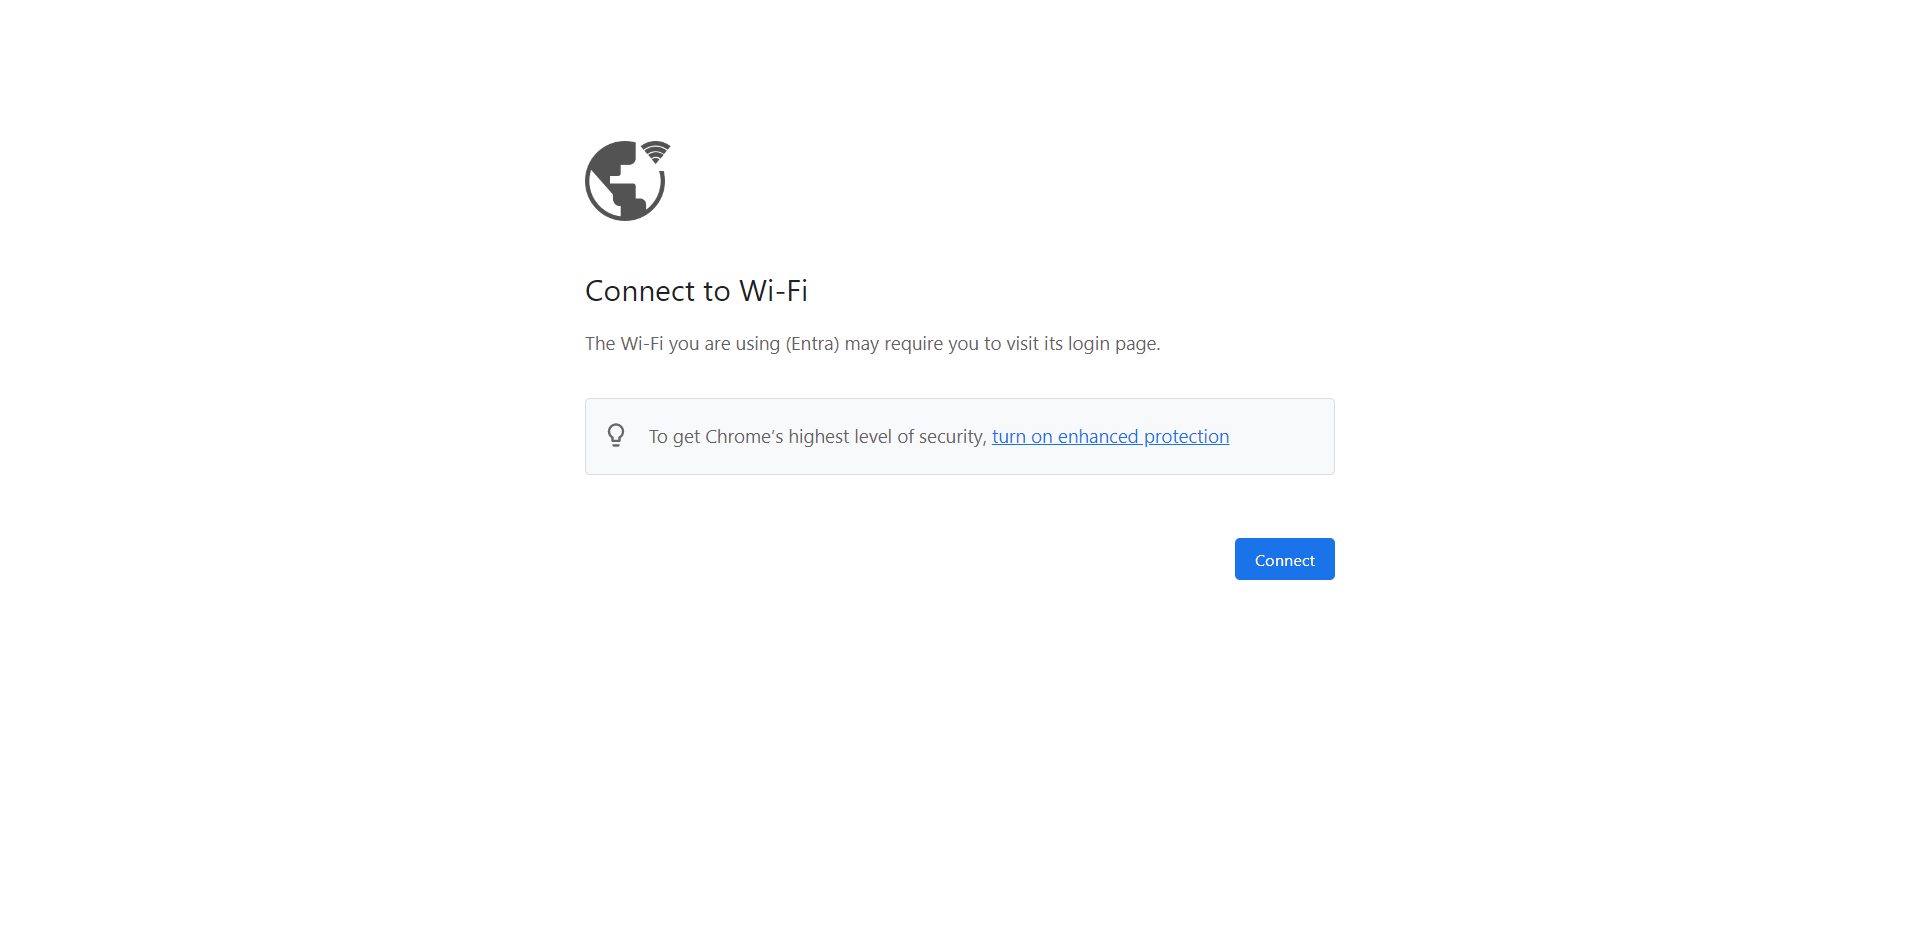 Connect to Wi-Fi
The Wi-Fi you are using (Entra) may require you to visit its login page.
To get Chrome’s highest level of security, turn on enhanced protection
Connect